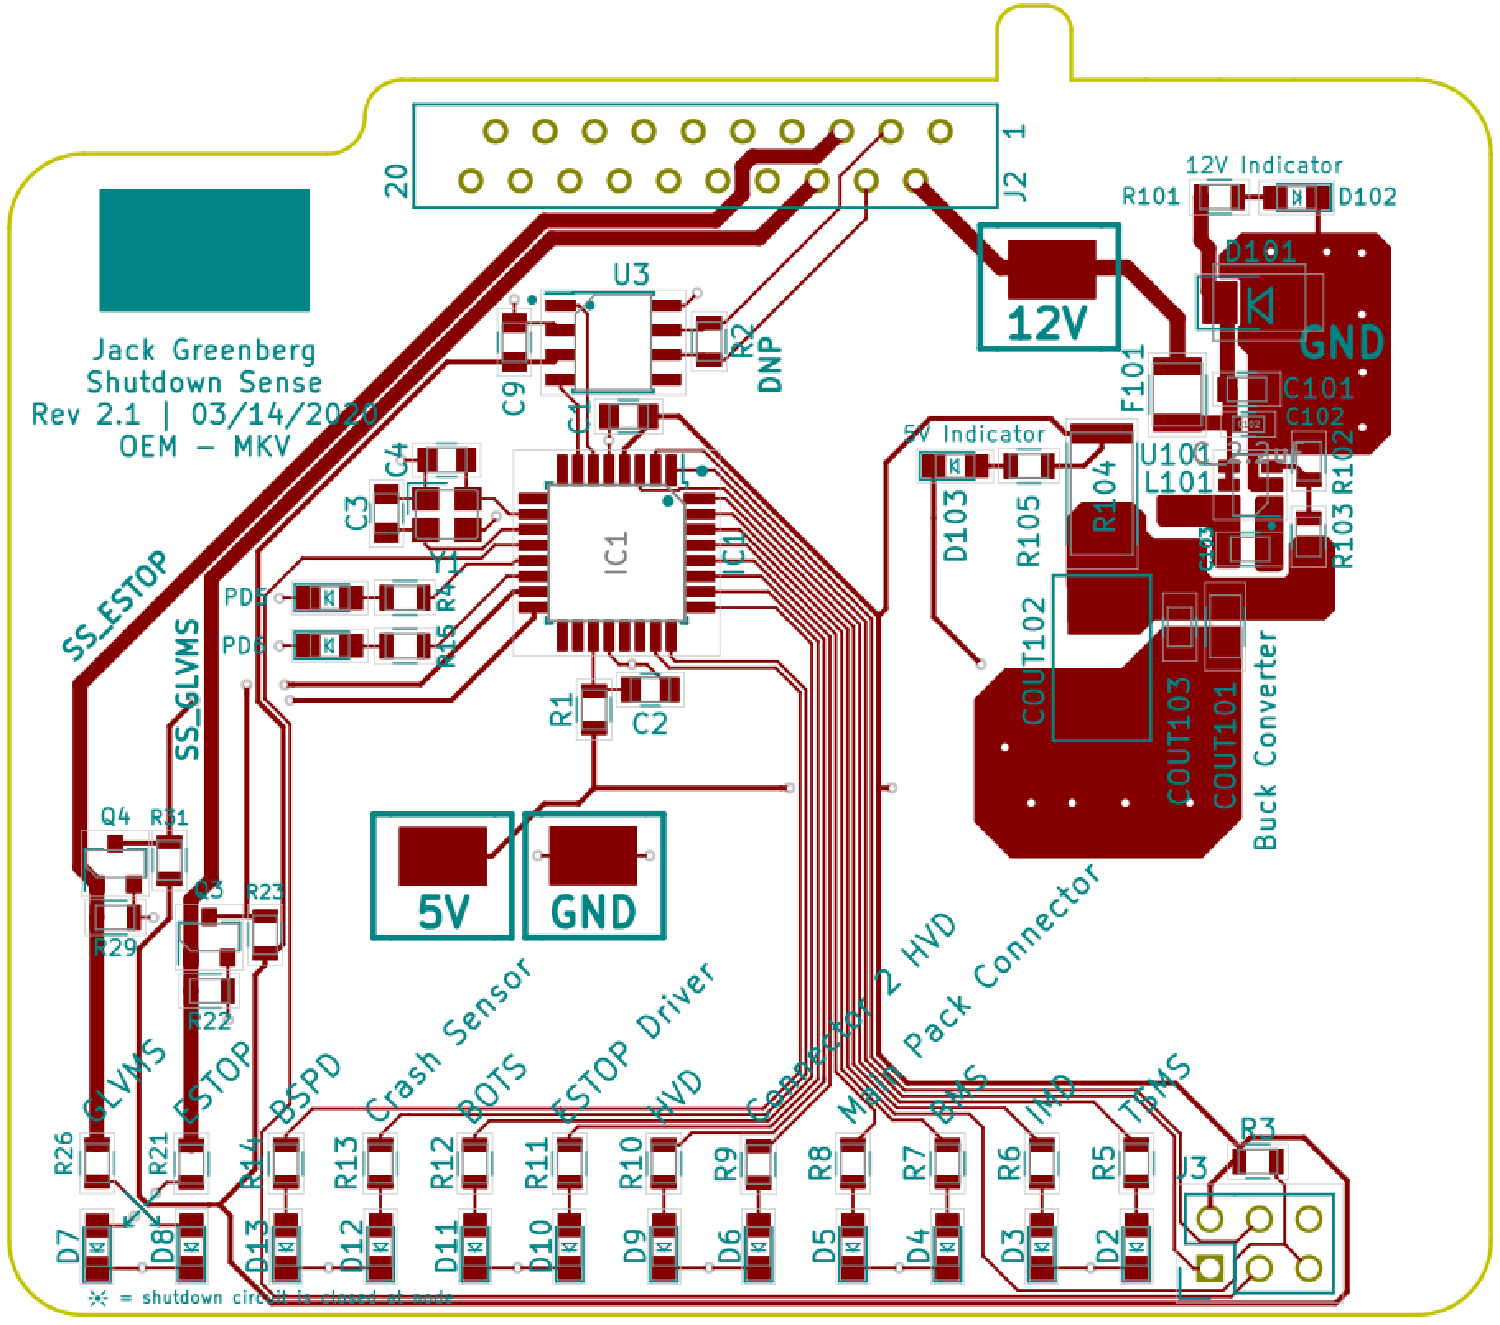 1
20
J2
12V Indicator
R101
D102
D101
GND
12V
U3
R2
DNP
C9
C1
Jack Greenberg
Shutdown Sense
Rev 2.1 | 03/14/2020
OEM - MKV
F101
C101
C102
5V Indicator
U101
L101
R102
R103
R104
R105
D103
C103
C4
C3
Y1
IC1
IC1
SS_ESTOP
SS_GLVMS
PD5
R4
PD6
R15
R1
C2
COUT102
COUT103
COUT101
Buck Converter
Q4
R31
Q3
R23
R29
R22
5V
GND
GLVMS
ESTOP
BSPD
Crash Sensor
BOTS
ESTOP Driver
HVD
Connector 2 HVD
Main Pack Connector
BMS
IMD
TSMS
R26
R21
R14
R13
R12
R11
R10
R9
R8
R7
R6
R5
R3
J3
D7
D8
D13
D12
D11
D10
D9
D6
D5
D4
D3
D2
= shutdown circuit is closed at node